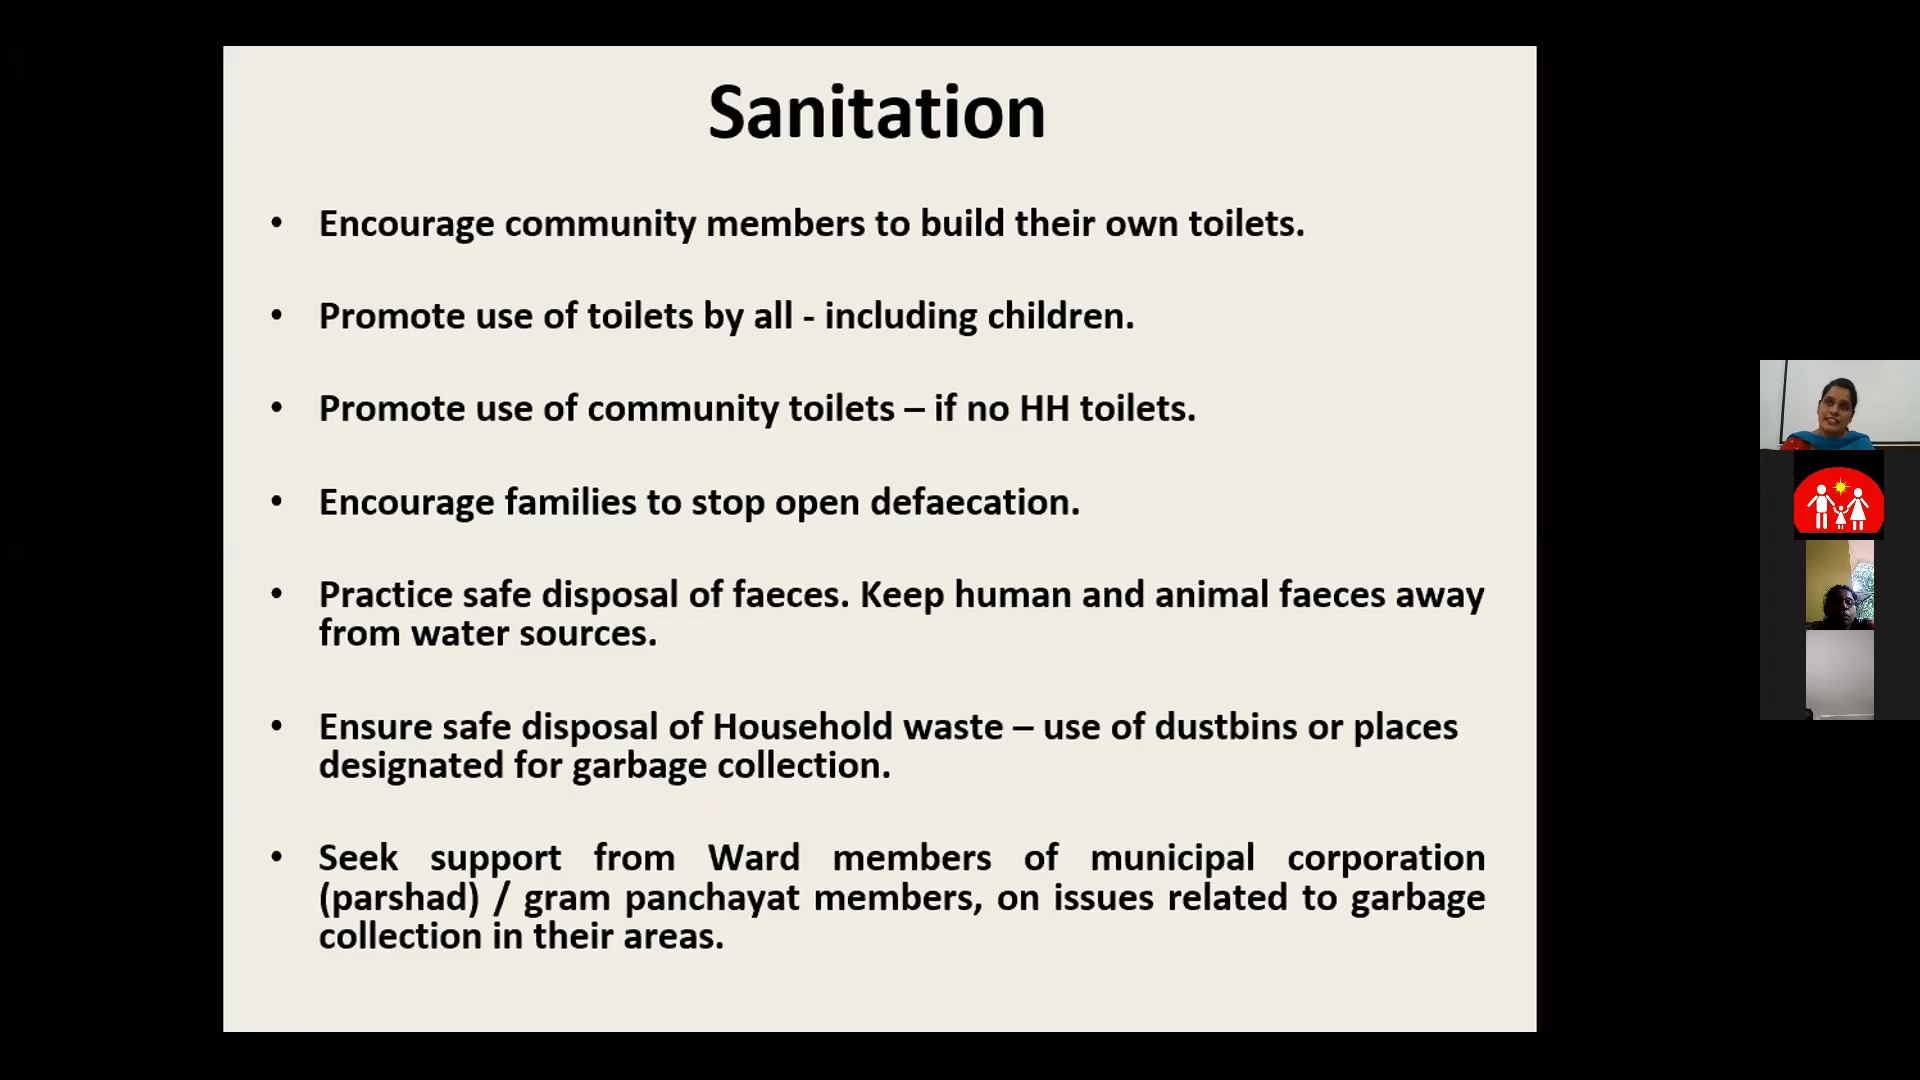 Sanitation
• Encourage community members to build their own toilets.
• Promote use of toilets by all - including children.
• Promote use of community toilets – if no HH toilets.
• Encourage families to stop open defaecation.
• Practice safe disposal of faeces. Keep human and animal faeces away
from water sources.
• Ensure safe disposal of Household waste – use of dustbins or places
designated for garbage collection.
• Seek support from Ward members of municipal corporation
(parshad) / gram panchayat members, on issues related to garbage
collection in their areas.